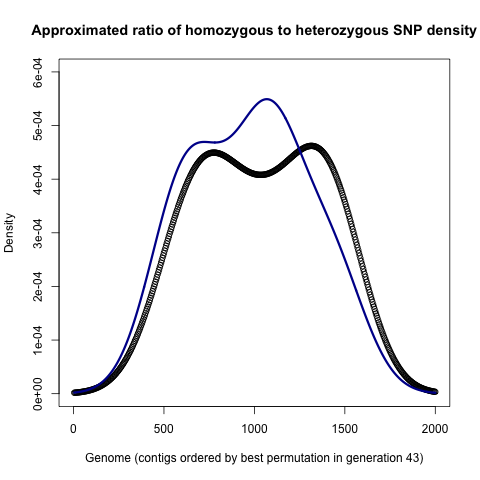 Approximated ratio of homozygous to heterozygous SNP density
6e-04
5e-04
4e-04
3e-04
2e-04
1e-04
0e+00
Density
0 500 1000 1500 2000
Genome (contigs ordered by best permutation in generation 43)